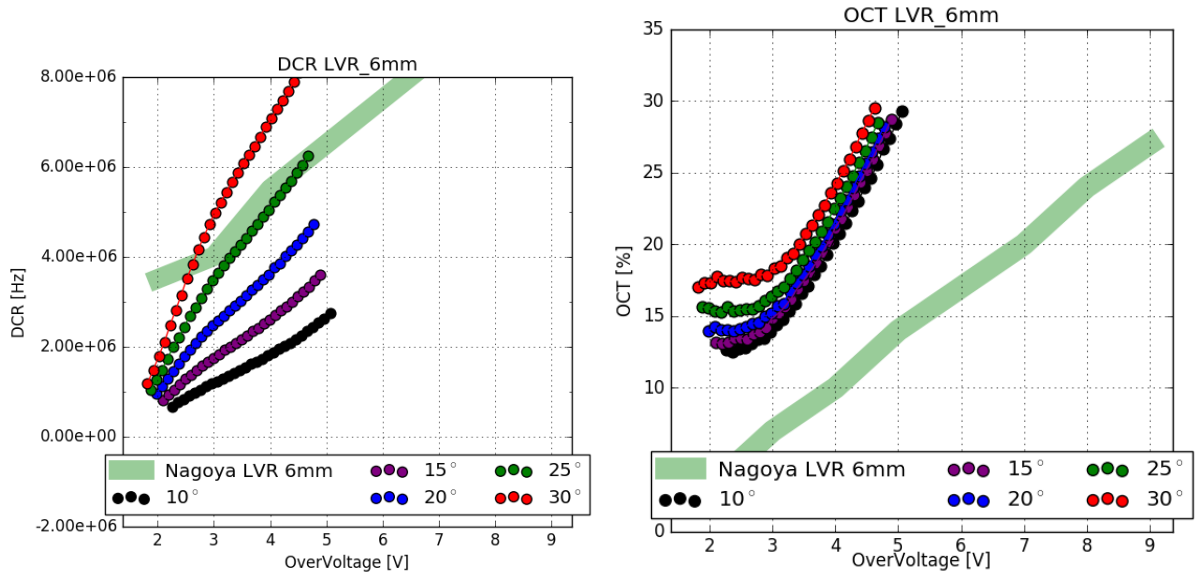 DCR LVR_6mm
8.00e+06
6.00e+06
4.00e+06
2.00e+06
0.00e+00
-2.00e+06
DCR [Hz]
Nagoya LVR 6mm
10°
15°
20°
25°
30°
2 3 4 5 6 7 8 9
OverVoltage [V]
OCT LVR_6mm
35
30
25
20
15
10
0
OCT [%]
Nagoya LVR 6mm
10°
15°
20°
25°
30°
2 3 4 5 6 7 8 9
OverVoltage [V]